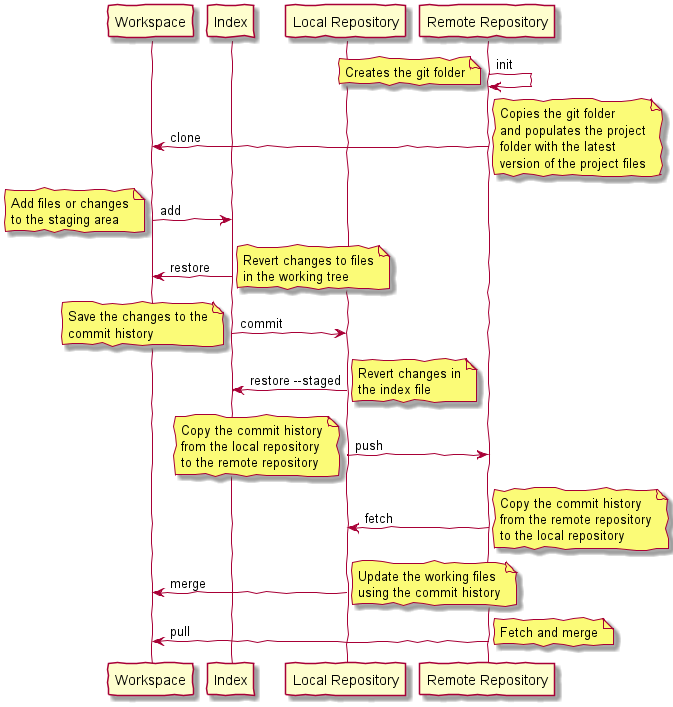 Workspace
Index
Local Repository
Remote Repository
Creates the git folder
init
Copies the git folder
and populates the project
folder with the latest
version of the project files
clone
Add files or changes
to the staging area
add
restore
Revert changes to files
in the working tree
Save the changes to the
commit history
commit
restore --staged
Revert changes in
the index file
Copy the commit history
from the local repository
to the remote repository
push
fetch
Copy the commit history
from the remote repository
to the local repository
merge
Update the working files
using the commit history
pull
Fetch and merge
Workspace
Index
Local Repository
Remote Repository